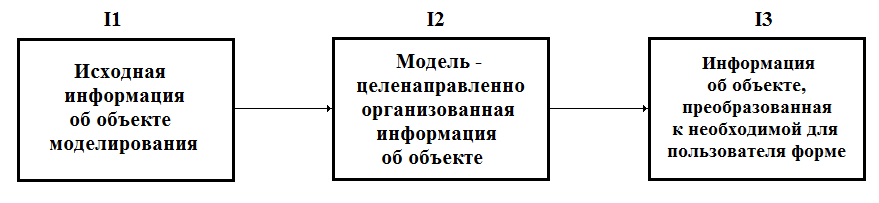 I1
Исходная
информация
об объекте
моделирования
I2
Модель -
целенаправленно
организованная
информация
об объекте
I3
Информация
об объекте,
преобразованная
к необходимой для
пользователя форме